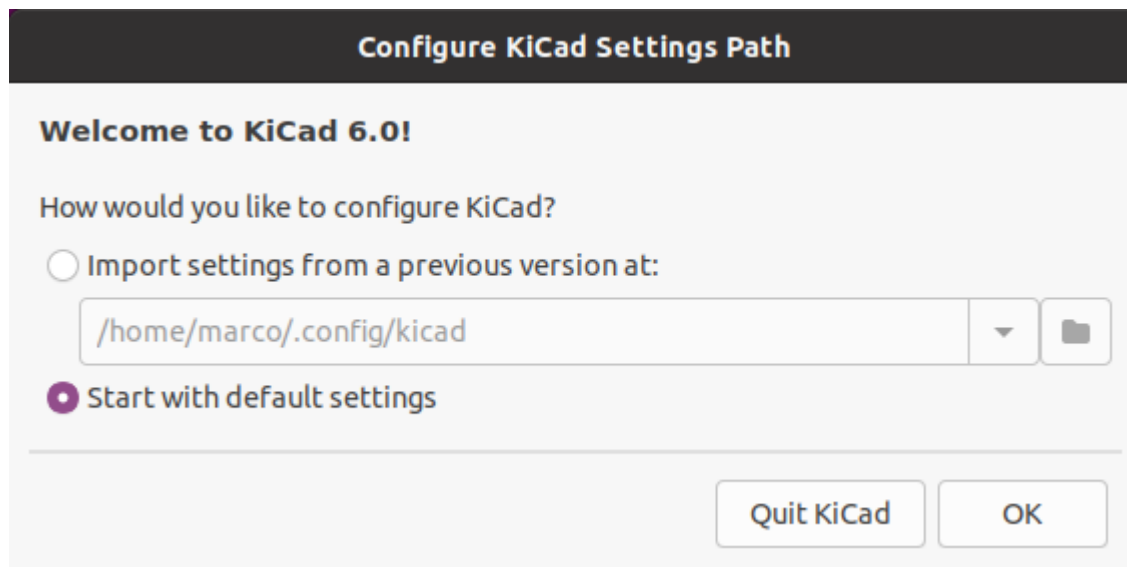 Configure KiCad Settings Path
Welcome to KiCad 6.0!
How would you like to configure KiCad?
Import settings from a previous version at:
/home/marco/.config/kicad
Start with default settings
Quit KiCad
OK